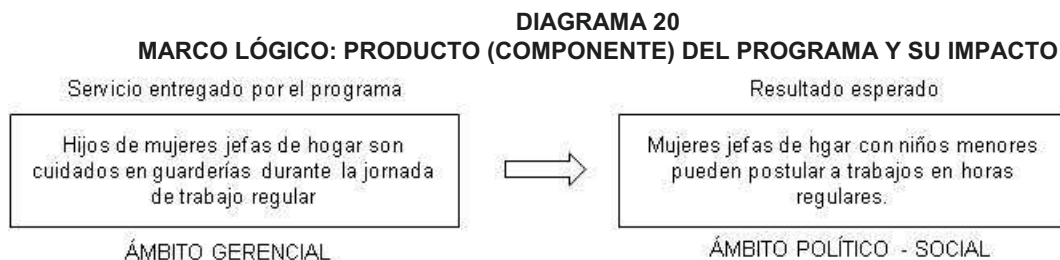 DIAGRAMA 20
MARCO LÓGICO: PRODUCTO (COMPONENTE) DEL PROGRAMA Y SU IMPACTO
Servicio entregado por el programa
Hijos de mujeres jefas de hogar son
cuidados en guarderías durante la jornada
de trabajo regular
ÁMBITO GERENCIAL
Resultado esperado
Mujeres jefas de hgar con niños menores
pueden postular a trabajos en horas
regulares.
ÁMBITO POLÍTICO - SOCIAL